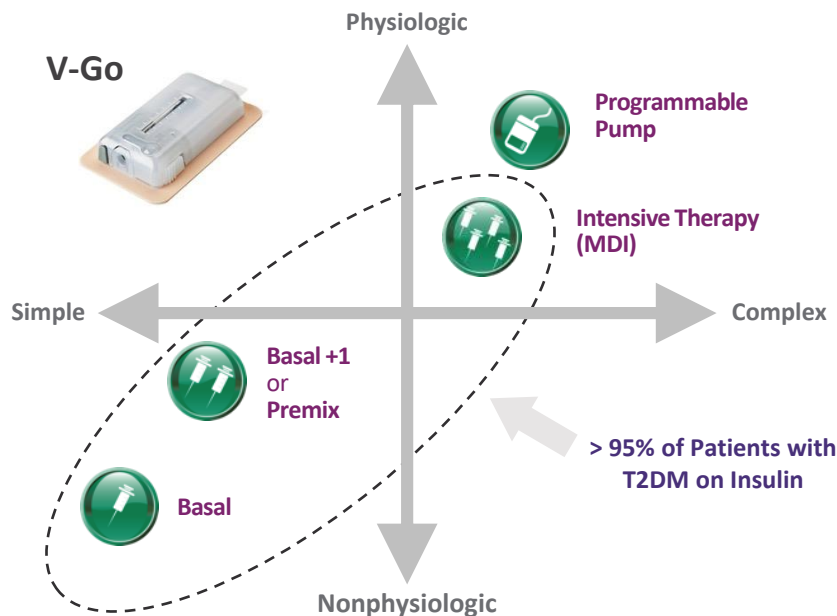 Physiologic
V-Go
Programmable
Pump
Intensive Therapy
(MDI)
Simple
Complex
Basal +1
or
Premix
> 95% of Patients with
T2DM on Insulin
Basal
Nonphysiologic